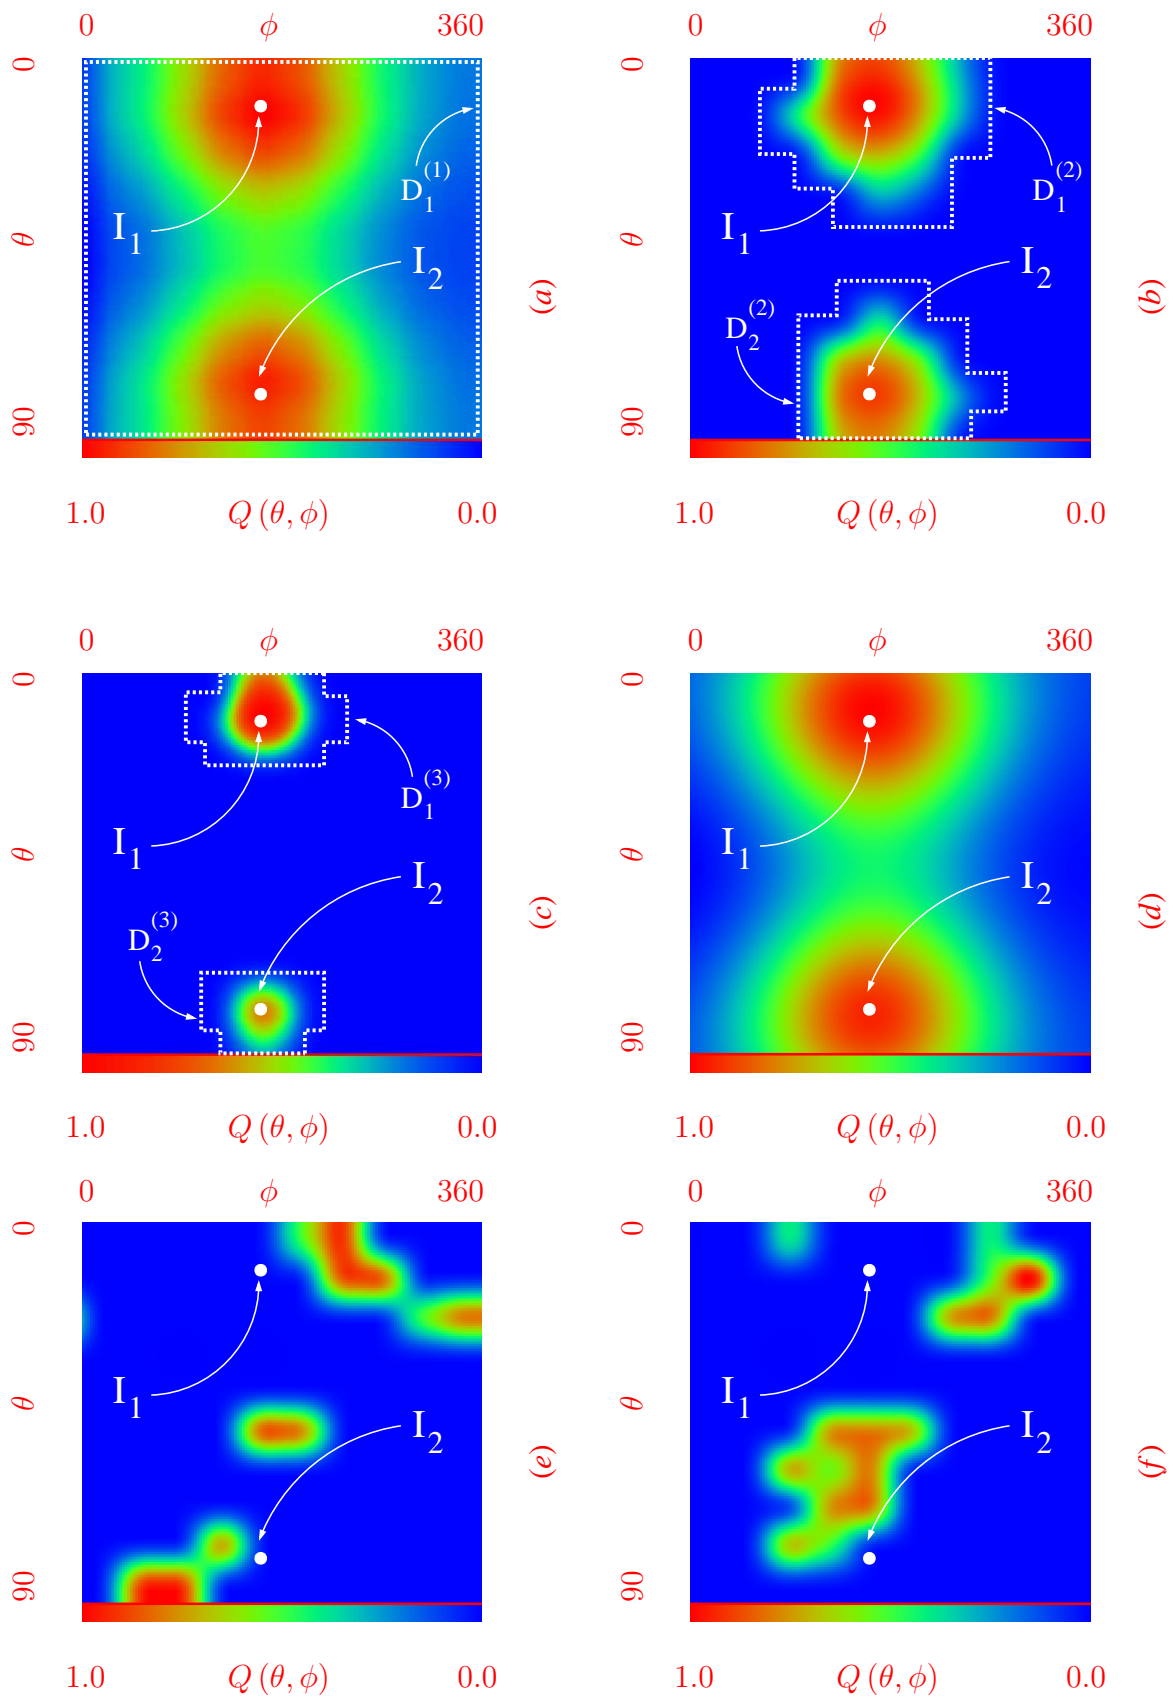 0 ϕ 360 0 ϕ 360
0 θ 90 0 θ 90
D₁⁽¹⁾ D₁⁽²⁾
I₁ I₁
I₂ I₂
D₂⁽²⁾
(a) (b)
1.0 Q(θ, ϕ) 0.0 1.0 Q(θ, ϕ) 0.0
0 ϕ 360 0 ϕ 360
0 θ 90 0 θ 90
D₁⁽³⁾
I₁ I₁
I₂ I₂
D₂⁽³⁾
(c) (d)
1.0 Q(θ, ϕ) 0.0 1.0 Q(θ, ϕ) 0.0
0 ϕ 360 0 ϕ 360
0 θ 90 0 θ 90
I₁ I₁
I₂ I₂
(e) (f)
1.0 Q(θ, ϕ) 0.0 1.0 Q(θ, ϕ) 0.0